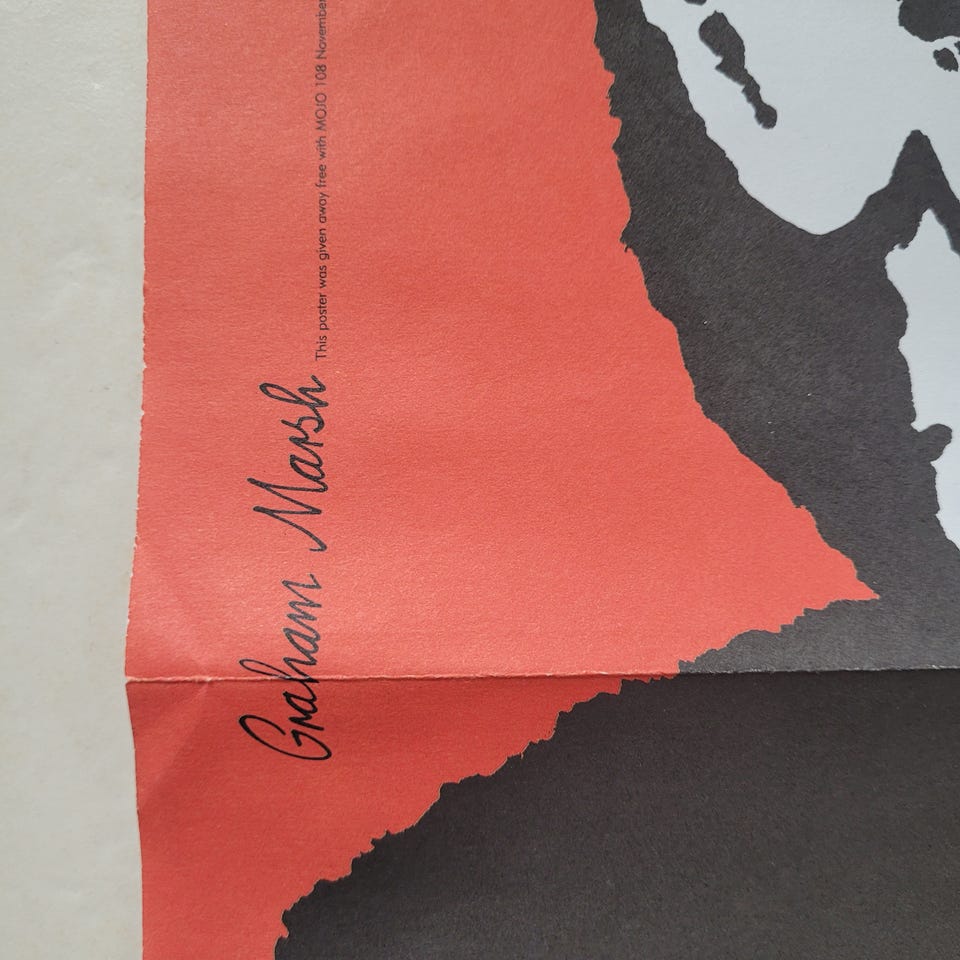 Graham Marsh
This poster was given away free with MOJO 108 November